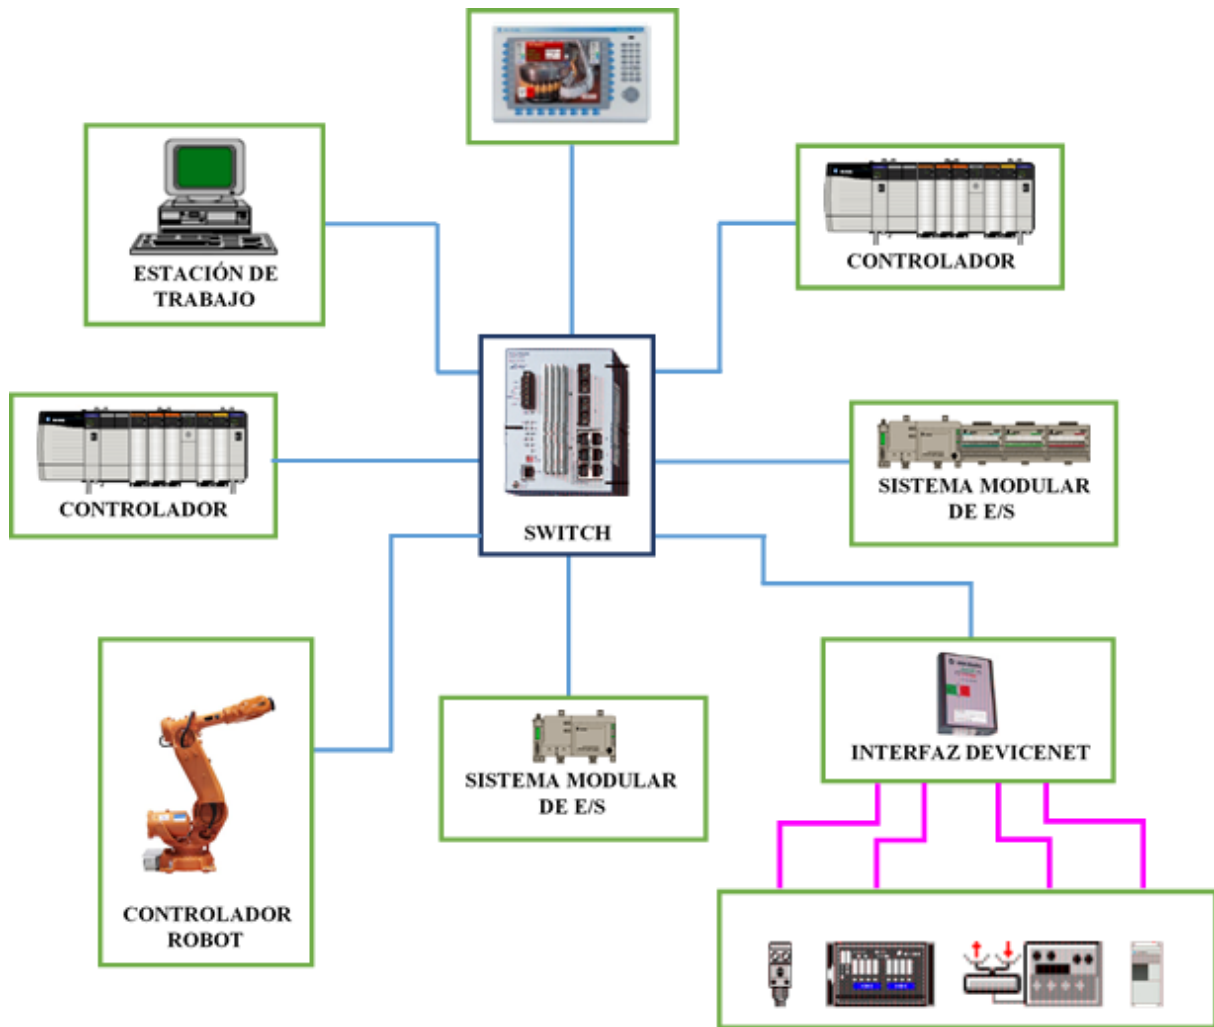 ESTACIÓN DE
TRABAJO
CONTROLADOR
CONTROLADOR
SWITCH
SISTEMA MODULAR
DE E/S
SISTEMA MODULAR
DE E/S
INTERFAZ DEVICENET
CONTROLADOR
ROBOT